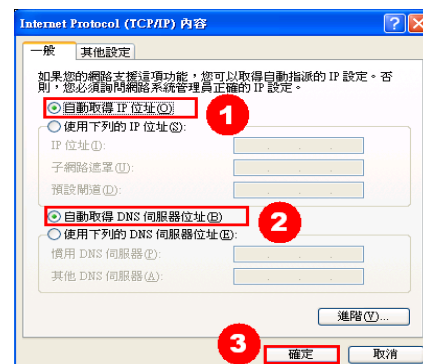 Internet Protocol (TCP/IP) 內容
一般 其他設定
如果您的網路支援這項功能，您可以取得自動指派的 IP 設定。否
則，您必須詢問網路系統管理員正確的 IP 設定。
自動取得 IP 位址(O)
1
使用下列的 IP 位址(S):
IP 位址(I):
子網路遮罩(U):
預設閘道(D):
自動取得 DNS 伺服器位址(B)
2
使用下列的 DNS 伺服器位址(E):
慣用 DNS 伺服器(P):
其他 DNS 伺服器(A):
進階(V)...
3
確定 取消